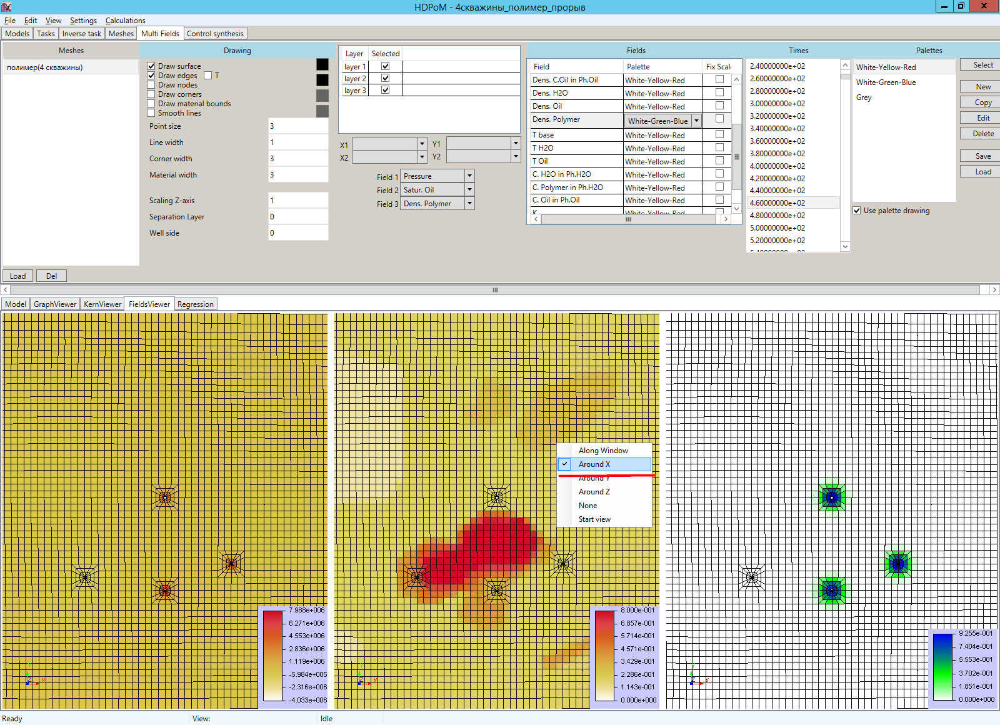 HDPoM - 4скважины_полимер_прорыв
File Edit View Settings Calculations
Models Tasks Inverse task Meshes Multi Fields Control synthesis
Meshes
полимер(4 скважины)
Load Del
Drawing
Draw surface
Draw edges T
Draw nodes
Draw corners
Draw material bounds
Smooth lines
Point size 3
Line width 1
Corner width 3
Material width 3
Scaling Z-axis 1
Separation Layer 0
Well side 0
Layer Selected
layer 1
layer 2
layer 3
X1 Y1
X2 Y2
Field 1 Pressure
Field 2 Satur. Oil
Field 3 Dens. Polymer
Fields
Field Palette Fix Scale
Dens. C.Oil in Ph.Oil White-Yellow-Red
Dens. H2O White-Yellow-Red
Dens. Oil White-Yellow-Red
Dens. Polymer White-Green-Blue
T base White-Yellow-Red
T H2O White-Yellow-Red
T Oil White-Yellow-Red
C. H2O in Ph.H2O White-Yellow-Red
C. Polymer in Ph.H2O White-Yellow-Red
C. Oil in Ph.Oil White-Yellow-Red
K White-Yellow-Red
Times
2.40000000e+02
2.60000000e+02
2.80000000e+02
3.00000000e+02
3.20000000e+02
3.40000000e+02
3.60000000e+02
3.80000000e+02
4.00000000e+02
4.20000000e+02
4.40000000e+02
4.60000000e+02
4.80000000e+02
5.00000000e+02
5.20000000e+02
5.40000000e+02
Palettes
White-Yellow-Red
White-Green-Blue
Grey
Use palette drawing
Select
New
Copy
Edit
Delete
Save
Load
Model GraphViewer KernViewer FieldsViewer Regression
7.988e+006
6.271e+006
4.553e+006
2.836e+006
1.119e+006
-5.984e+005
-2.316e+006
-4.033e+006
Z X
Along Window
Around X
Around Y
Around Z
None
Start view
8.000e-001
6.857e-001
5.714e-001
4.571e-001
3.429e-001
2.286e-001
1.143e-001
0.000e+000
Z X
9.255e-001
7.404e-001
5.553e-001
3.702e-001
1.851e-001
0.000e+000
Z X
Ready View: Idle